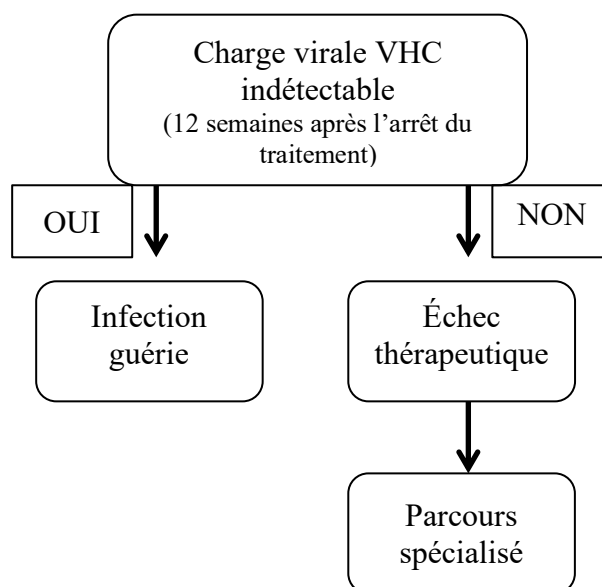 Charge virale VHC
indétectable
(12 semaines après l’arrêt du
traitement)
OUI
NON
Infection
guérie
Échec
thérapeutique
Parcours
spécialisé